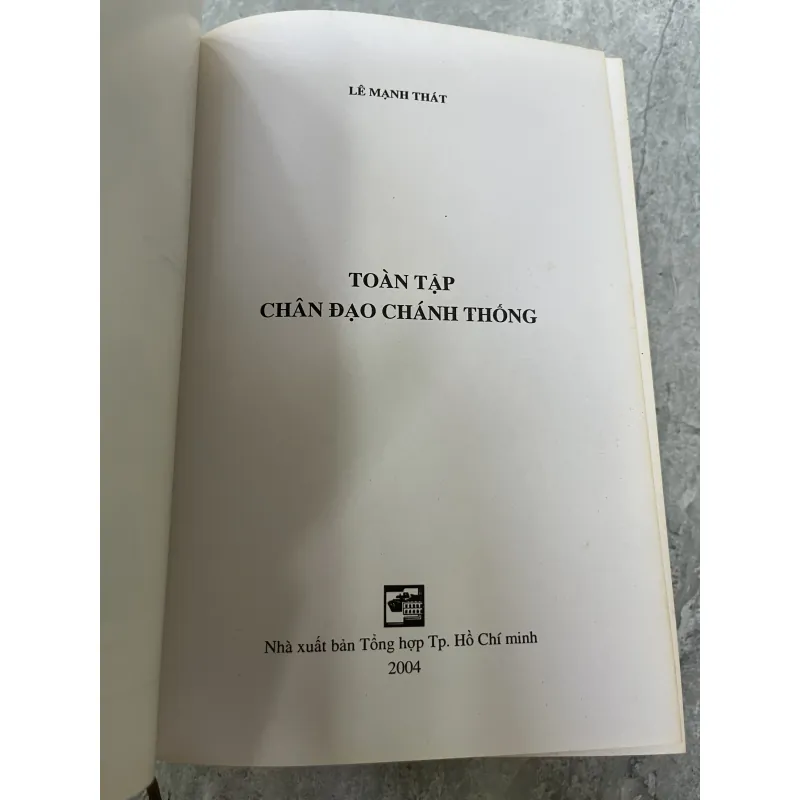 LÊ MẠNH THÁT
TOÀN TẬP
CHÂN ĐẠO CHÁNH THỐNG
Nhà xuất bản Tổng hợp Tp. Hồ Chí minh
2004